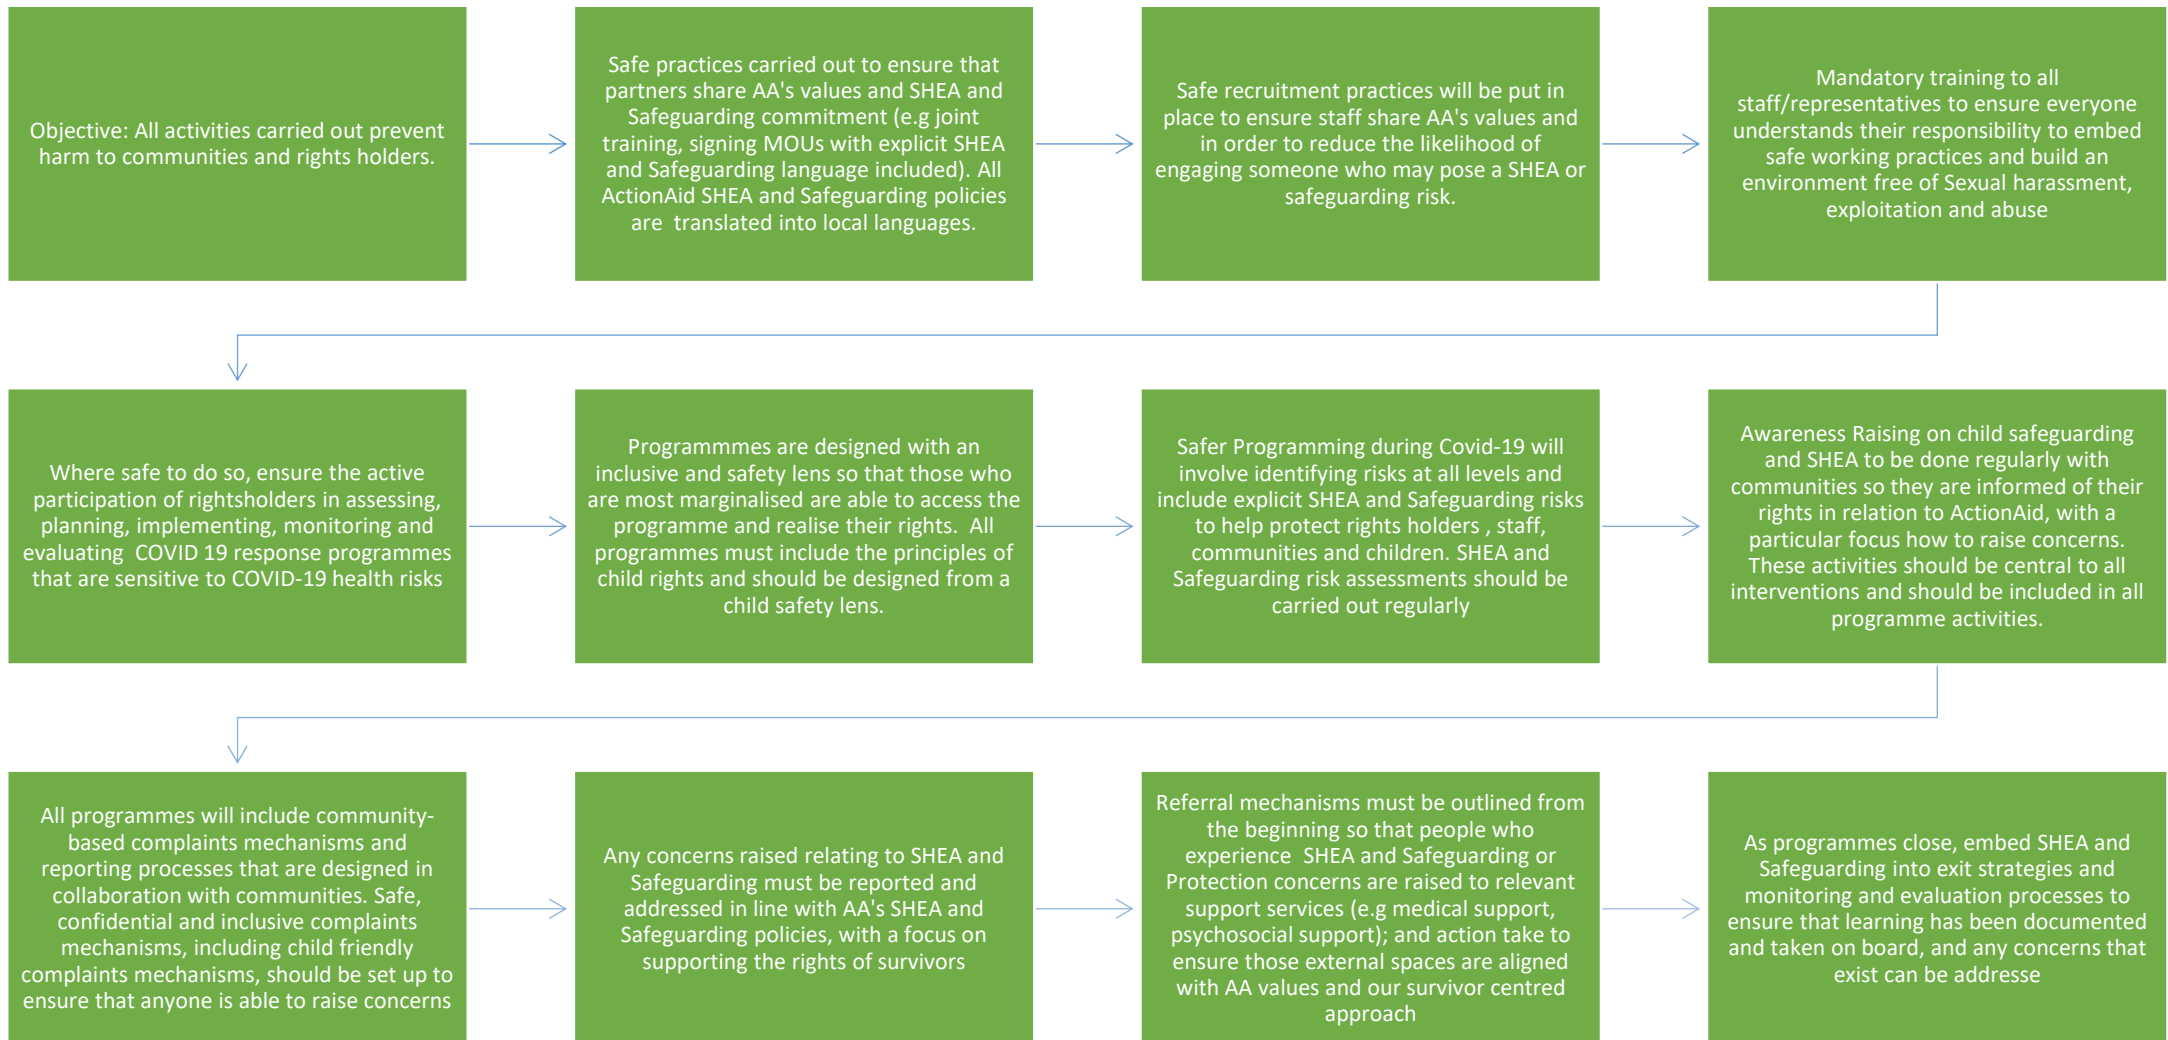 Objective: All activities carried out prevent
harm to communities and rights holders.
Safe practices carried out to ensure that
partners share AA's values and SHEA and
Safeguarding commitment (e.g joint
training, signing MOUs with explicit SHEA
and Safeguarding language included). All
ActionAid SHEA and Safeguarding policies
are translated into local languages.
Safe recruitment practices will be put in
place to ensure staff share AA's values and
in order to reduce the likelihood of
engaging someone who may pose a SHEA or
safeguarding risk.
Mandatory training to all
staff/representatives to ensure everyone
understands their responsibility to embed
safe working practices and build an
environment free of Sexual harassment,
exploitation and abuse
Where safe to do so, ensure the active
participation of rightsholders in assessing,
planning, implementing, monitoring and
evaluating COVID 19 response programmes
that are sensitive to COVID-19 health risks
Programmmes are designed with an
inclusive and safety lens so that those who
are most marginalised are able to access the
programme and realise their rights. All
programmes must include the principles of
child rights and should be designed from a
child safety lens.
Safer Programming during Covid-19 will
involve identifying risks at all levels and
include explicit SHEA and Safeguarding risks
to help protect rights holders , staff,
communities and children. SHEA and
Safeguarding risk assessments should be
carried out regularly
Awareness Raising on child safeguarding
and SHEA to be done regularly with
communities so they are informed of their
rights in relation to ActionAid, with a
particular focus how to raise concerns.
These activities should be central to all
interventions and should be included in all
programme activities.
All programmes will include community-
based complaints mechanisms and
reporting processes that are designed in
collaboration with communities. Safe,
confidential and inclusive complaints
mechanisms, including child friendly
complaints mechanisms, should be set up to
ensure that anyone is able to raise concerns
Any concerns raised relating to SHEA and
Safeguarding must be reported and
addressed in line with AA's SHEA and
Safeguarding policies, with a focus on
supporting the rights of survivors
Referral mechanisms must be outlined from
the beginning so that people who
experience SHEA and Safeguarding or
Protection concerns are raised to relevant
support services (e.g medical support,
psychosocial support); and action take to
ensure those external spaces are aligned
with AA values and our survivor centred
approach
As programmes close, embed SHEA and
Safeguarding into exit strategies and
monitoring and evaluation processes to
ensure that learning has been documented
and taken on board, and any concerns that
exist can be addresse